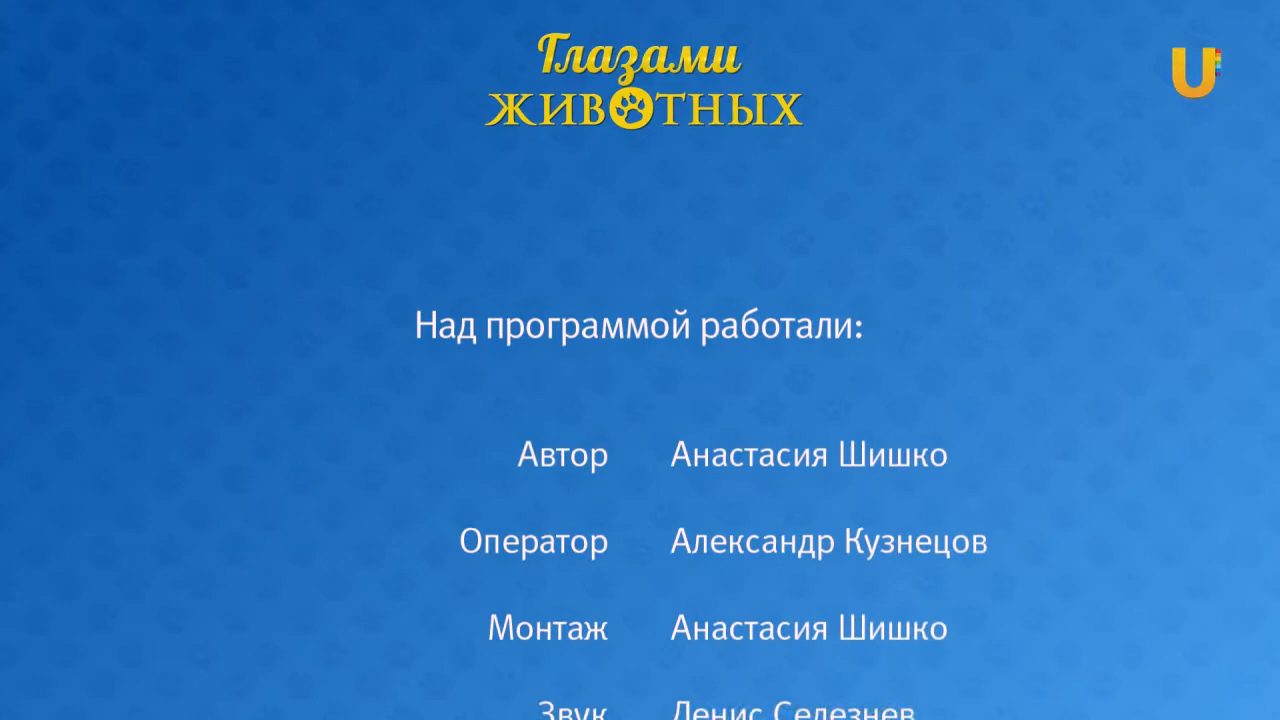 Глазами
ЖИВОТНЫХ
U
Над программой работали:
Автор Анастасия Шишко
Оператор Александр Кузнецов
Монтаж Анастасия Шишко
Звук Денис Селезнев